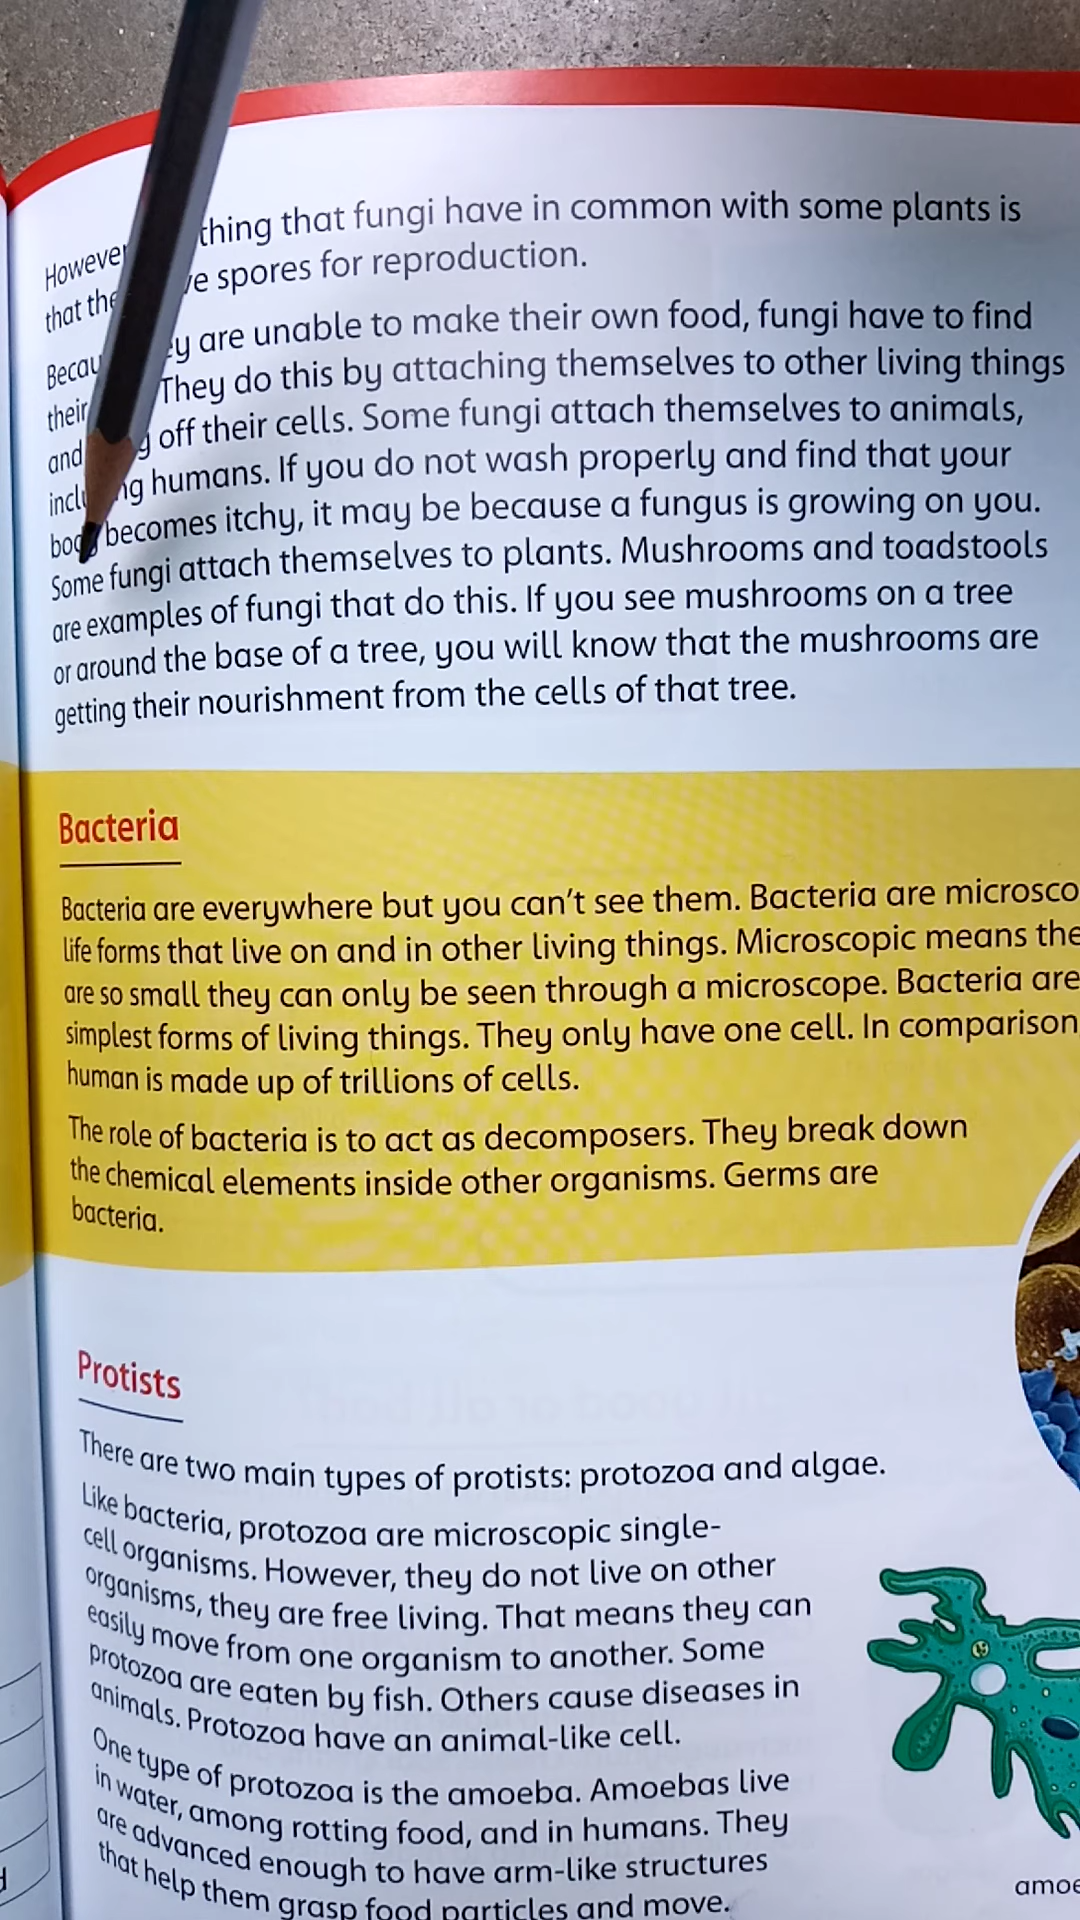 However thing that fungi have in common with some plants is
that the spores for reproduction.
are unable to make their own food, fungi have to find
their They do this by attaching themselves to other living things
and off their cells. Some fungi attach themselves to animals,
humans. If you do not wash properly and find that your
becomes itchy, it may be because a fungus is growing on you.
Some fungi attach themselves to plants. Mushrooms and toadstools
are examples of fungi that do this. If you see mushrooms on a tree
or around the base of a tree, you will know that the mushrooms are
getting their nourishment from the cells of that tree.
Bacteria
Bacteria are everywhere but you can't see them. Bacteria are microsco
life forms that live on and in other living things. Microscopic means the
are so small they can only be seen through a microscope. Bacteria are
simplest forms of living things. They only have one cell. In comparison
human is made up of trillions of cells.
The role of bacteria is to act as decomposers. They break down
the chemical elements inside other organisms. Germs are
bacteria.
Protists
There are two main types of protists: protozoa and algae.
Like bacteria, protozoa are microscopic single-
cell organisms. However, they do not live on other
organisms, they are free living. That means they can
easily move from one organism to another. Some
protozoa are eaten by fish. Others cause diseases in
animals. Protozoa have an animal-like cell.
One type of protozoa is the amoeba. Amoebas live
in water, among rotting food, and in humans. They
are advanced enough to have arm-like structures
that help them grasp food particles and move.
amoe